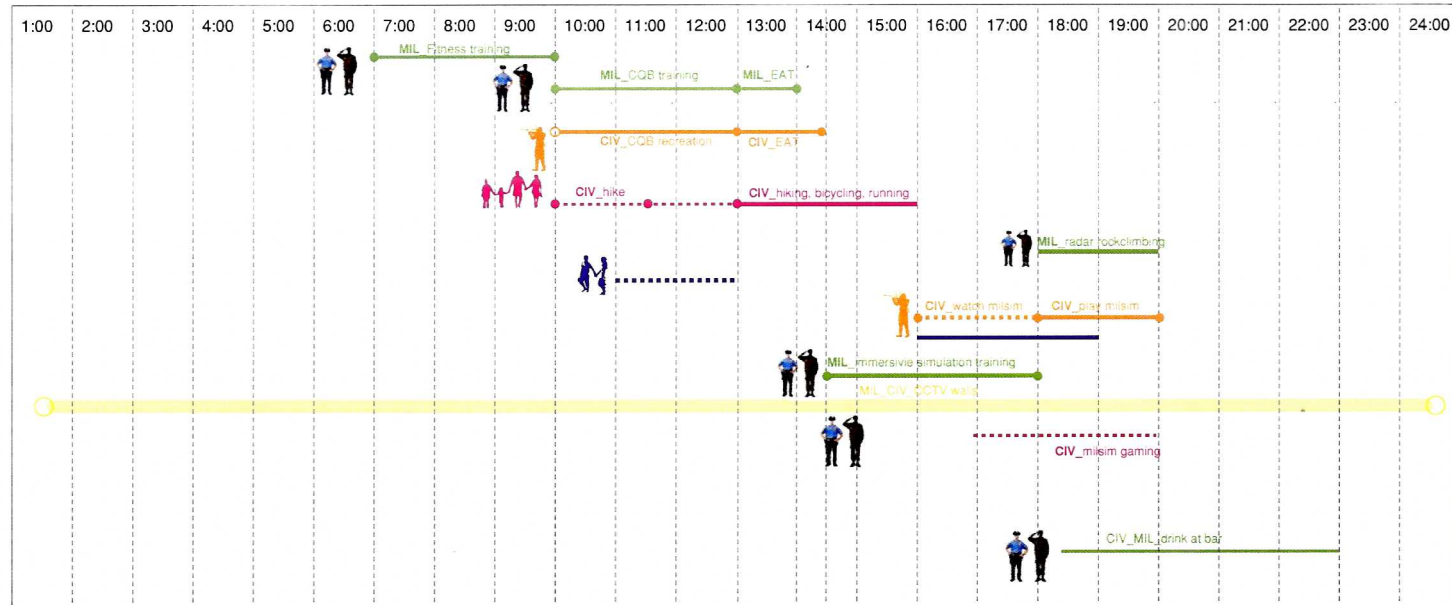 1:00 2:00 3:00 4:00 5:00 6:00 7:00 8:00 9:00 10:00 11:00 12:00 13:00 14:00 15:00 16:00 17:00 18:00 19:00 20:00 22:00 23:00 24:00
MIL_Fitness training
MIL_CQB training MIL_EAT
CIV_CQB recreation CIV_EAT
CIV_hike CIV_hiking, bicycling, running
MIL_radar rockclimbing
CIV_watch milsim CIV_play milsim
MIL_immersivie simulation training
MIL_CIV_CCTV walls
CIV_milsim gaming
CIV_MIL_drink at bar